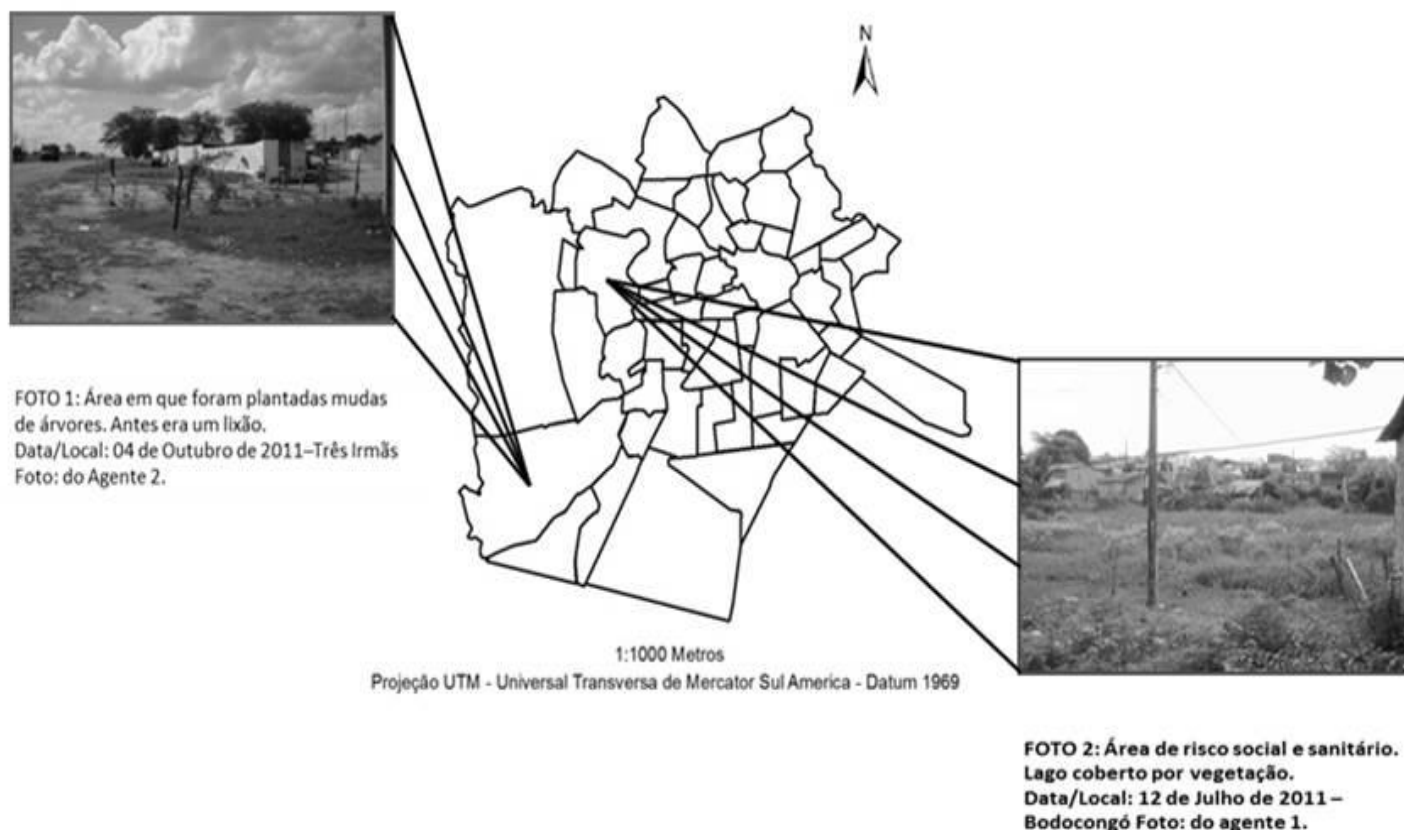 N
FOTO 1: Área em que foram plantadas mudas
de árvores. Antes era um lixão.
Data/Local: 04 de Outubro de 2011–Três Irmãs
Foto: do Agente 2.
1:1000 Metros
Projeção UTM - Universal Transversa de Mercator Sul America - Datum 1969
FOTO 2: Área de risco social e sanitário.
Lago coberto por vegetação.
Data/Local: 12 de Julho de 2011 –
Bodocongó Foto: do agente 1.